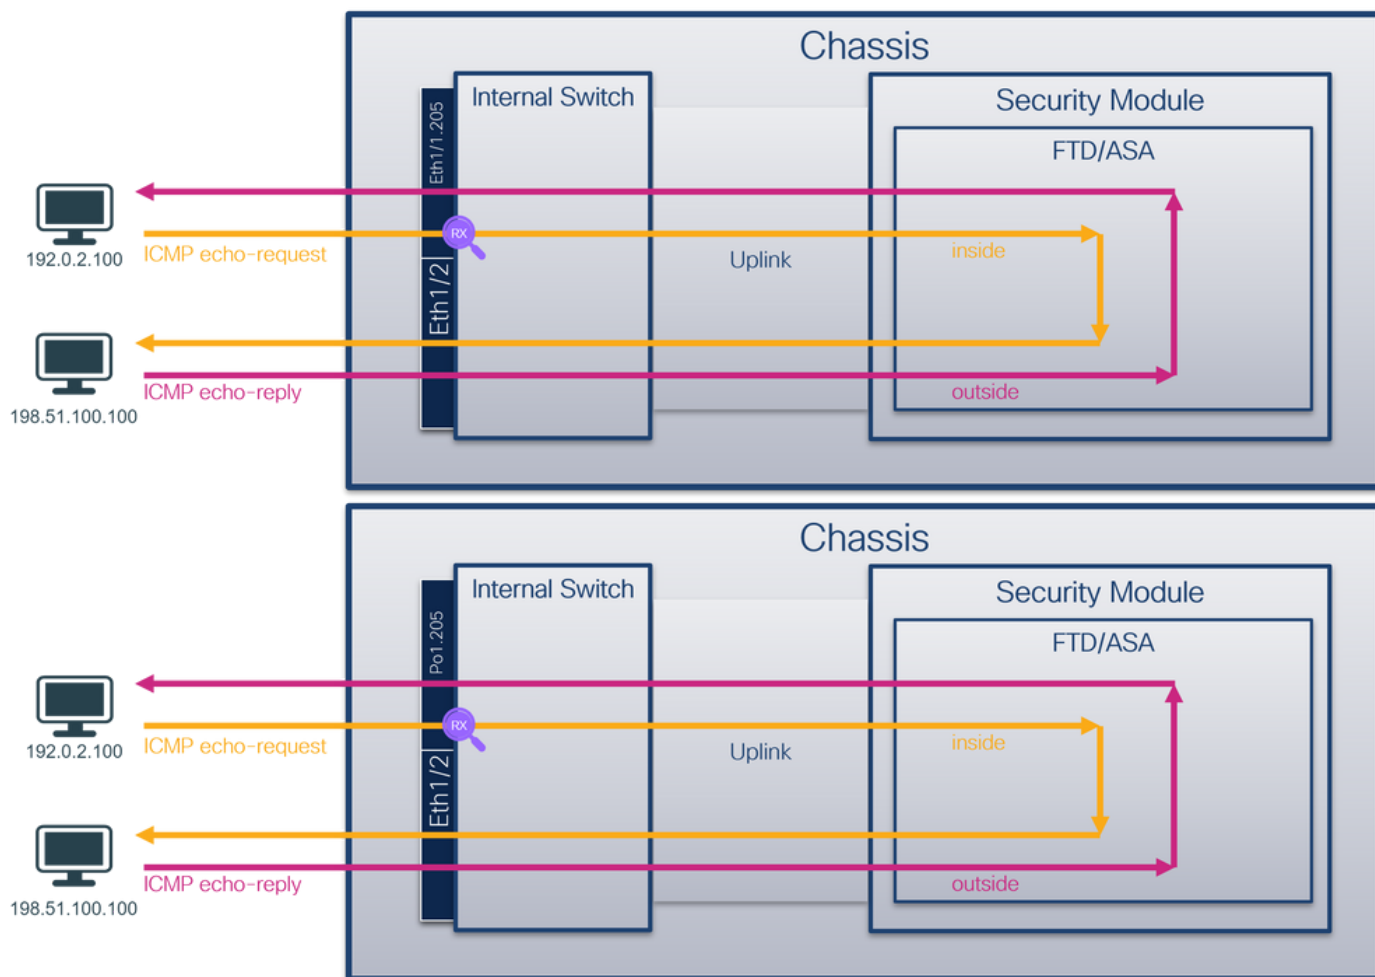 Chassis
Internal Switch
Security Module
FTD/ASA
Eth1/1.205
192.0.2.100
ICMP echo-request
RX
Uplink
inside
Eth1/2
198.51.100.100
ICMP echo-reply
outside
Chassis
Internal Switch
Security Module
FTD/ASA
Po1.205
192.0.2.100
ICMP echo-request
RX
Uplink
inside
Eth1/2
198.51.100.100
ICMP echo-reply
outside